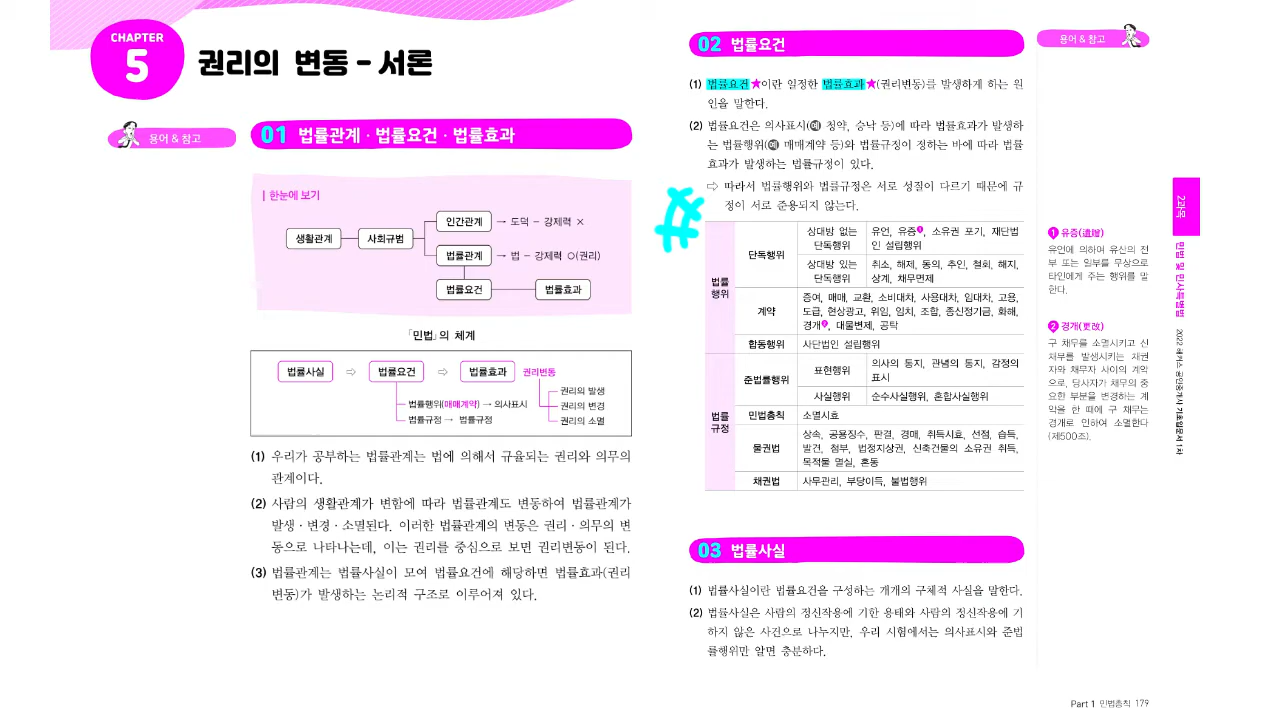 CHAPTER
5
권리의 변동 - 서론
용어 & 참고
01 법률관계 · 법률요건 · 법률효과
한눈에 보기
생활관계
사회규범
인간관계 → 도덕 - 강제력 ×
법률관계 → 법 - 강제력 ○(권리)
법률요건
법률효과
「민법」의 체계
법률사실 ⇨ 법률요건 ⇨ 법률효과 권리변동
법률행위(매매계약) → 의사표시
법률규정 → 법률규정
권리의 발생
권리의 변경
권리의 소멸
(1) 우리가 공부하는 법률관계는 법에 의해서 규율되는 권리와 의무의
관계이다.
(2) 사람의 생활관계가 변함에 따라 법률관계도 변동하여 법률관계가
발생 · 변경 · 소멸된다. 이러한 법률관계의 변동은 권리 · 의무의 변
동으로 나타나는데, 이는 권리를 중심으로 보면 권리변동이 된다.
(3) 법률관계는 법률사실이 모여 법률요건에 해당하면 법률효과(권리
변동)가 발생하는 논리적 구조로 이루어져 있다.
02 법률요건
(1) 법률요건★이란 일정한 법률효과★(권리변동)를 발생하게 하는 원
인을 말한다.
(2) 법률요건은 의사표시(예 청약, 승낙 등)에 따라 법률효과가 발생하
는 법률행위(예 매매계약 등)와 법률규정이 정하는 바에 따라 법률
효과가 발생하는 법률규정이 있다.
⇨ 따라서 법률행위와 법률규정은 서로 성질이 다르기 때문에 규
정이 서로 준용되지 않는다.
법률
행위
단독행위
상대방 없는
단독행위
유언, 유증❶, 소유권 포기, 재단법
인 설립행위
상대방 있는
단독행위
취소, 해제, 동의, 추인, 철회, 해지,
상계, 채무면제
계약
증여, 매매, 교환, 소비대차, 사용대차, 임대차, 고용,
도급, 현상광고, 위임, 임치, 조합, 종신정기금, 화해,
경개❷, 대물변제, 공탁
합동행위
사단법인 설립행위
법률
규정
준법률행위
표현행위
의사의 통지, 관념의 통지, 감정의
표시
사실행위
순수사실행위, 혼합사실행위
민법총칙
소멸시효
물권법
상속, 공용징수, 판결, 경매, 취득시효, 선점, 습득,
발견, 첨부, 법정지상권, 신축건물의 소유권 취득,
목적물 멸실, 혼동
채권법
사무관리, 부당이득, 불법행위
03 법률사실
(1) 법률사실이란 법률요건을 구성하는 개개의 구체적 사실을 말한다.
(2) 법률사실은 사람의 정신작용에 기한 용태와 사람의 정신작용에 기
하지 않은 사건으로 나누지만, 우리 시험에서는 의사표시와 준법
률행위만 알면 충분하다.
용어 & 참고
❶ 유증(遺贈)
유언에 의하여 유산의 전
부 또는 일부를 무상으로
타인에게 주는 행위를 말
한다.
❷ 경개(更改)
구 채무를 소멸시키고 신
채무를 발생시키는 채권
자와 채무자 사이의 계약
으로, 당사자가 채무의 중
요한 부분을 변경하는 계
약을 한 때에 구 채무는
경개로 인하여 소멸한다
(제500조).
2과목
민법 및 민사특별법
2022 해커스 공인중개사 기초입문서 1차
Part 1 민법총칙 179